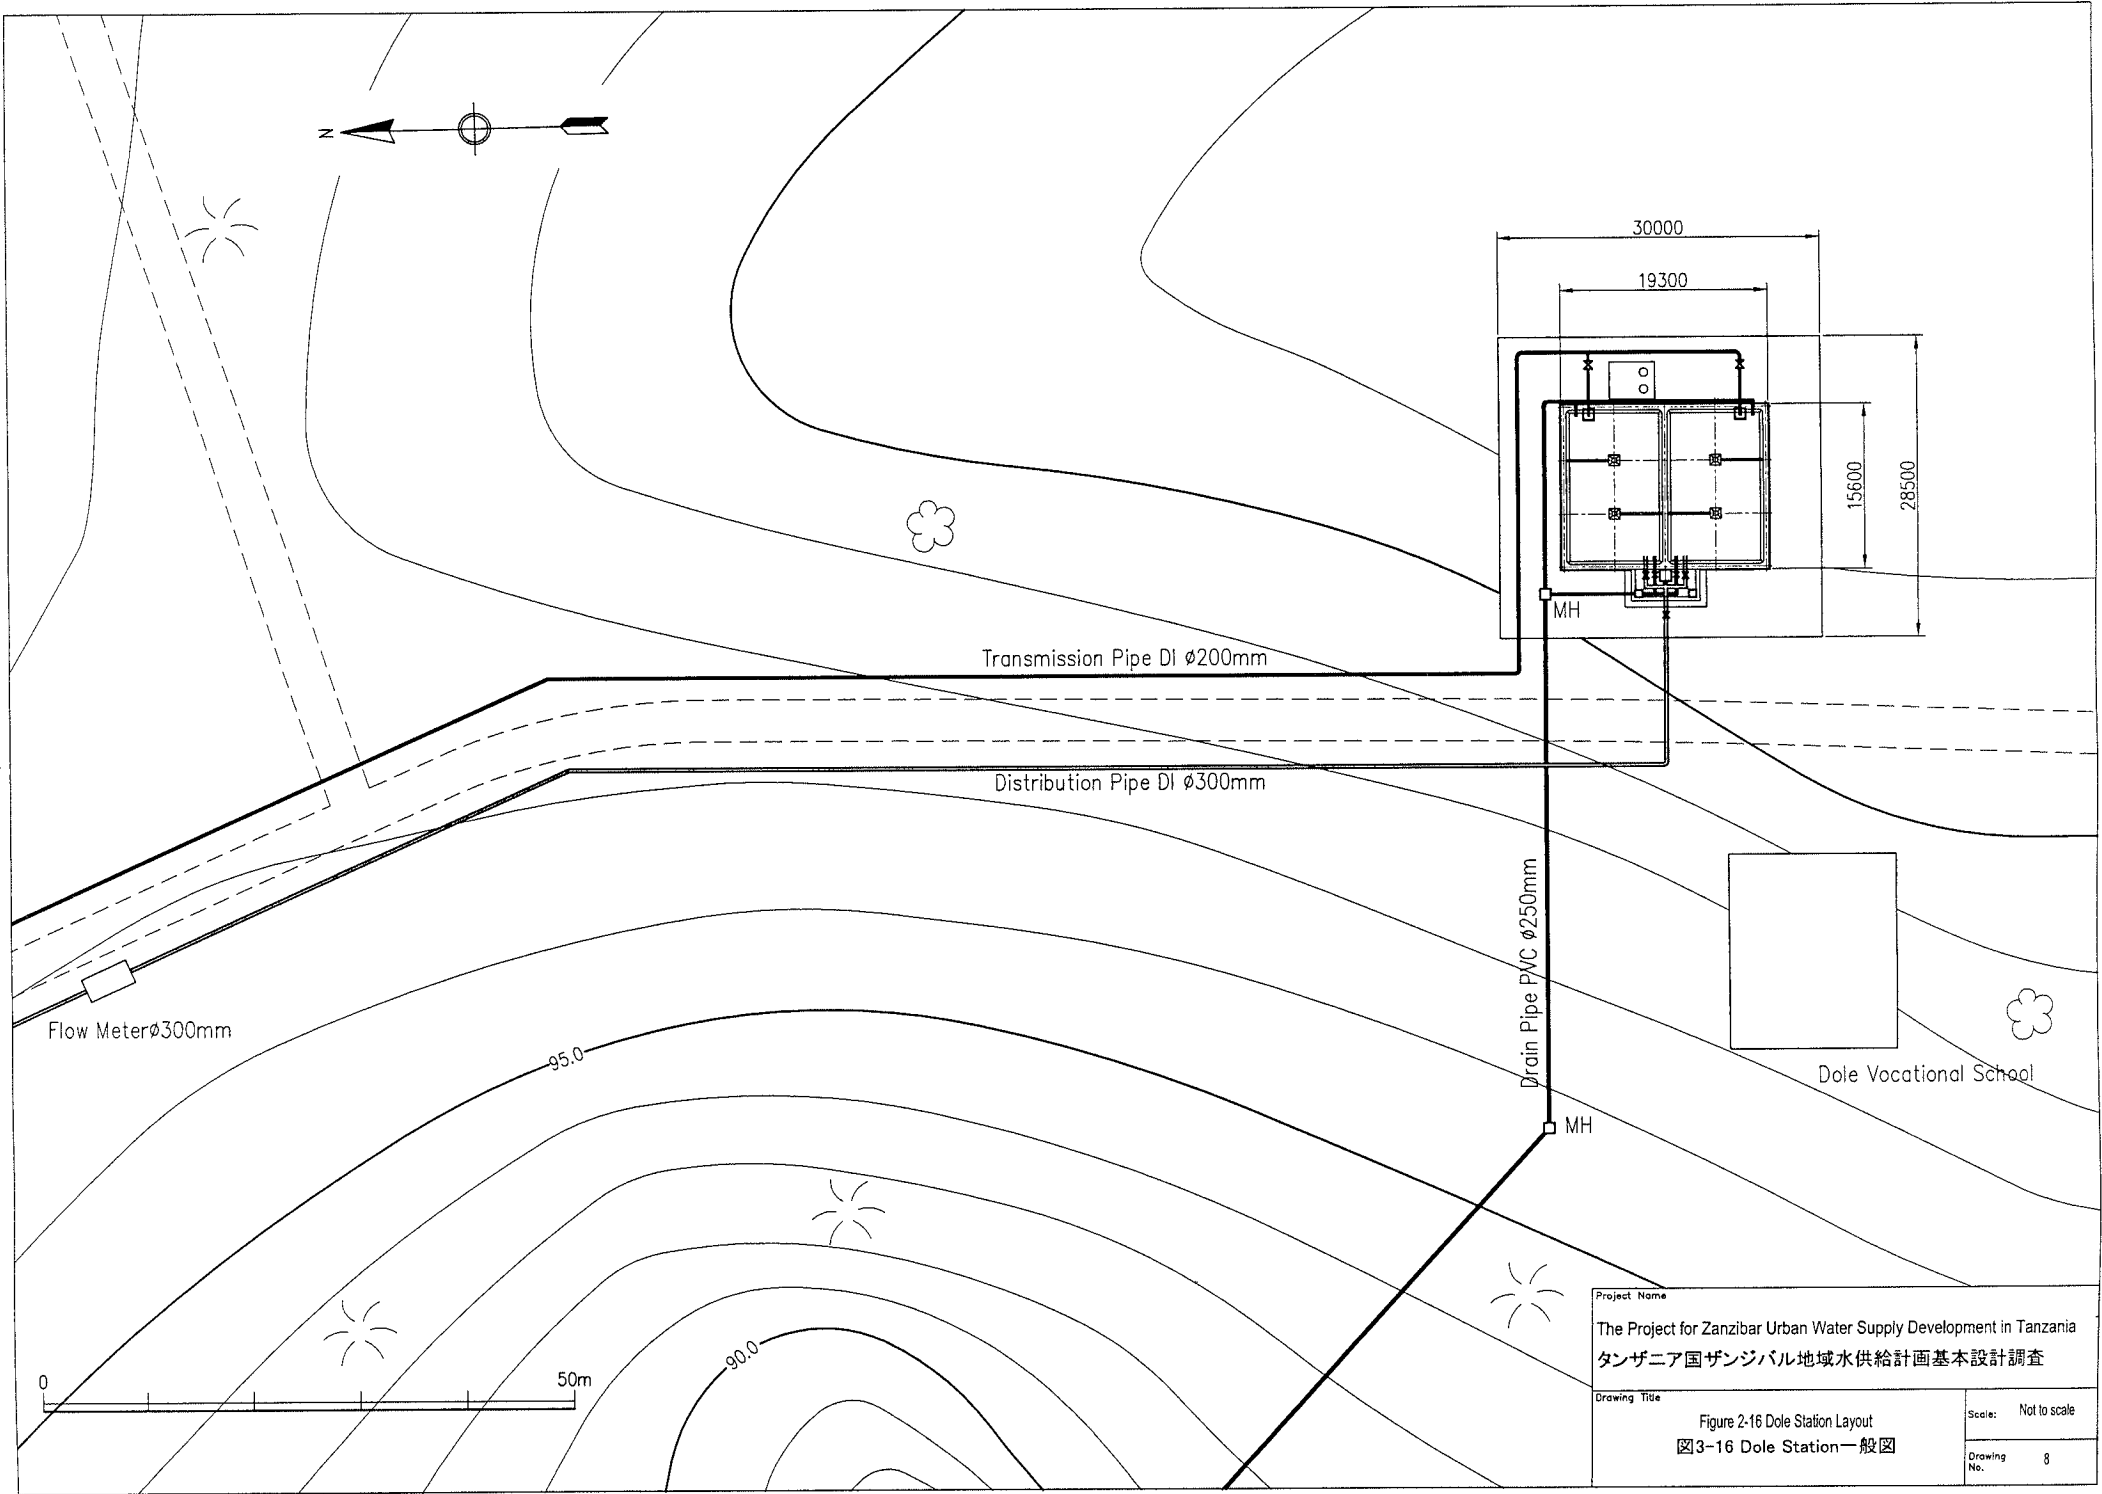 N
30000
19300
15600
28500
MH
Transmission Pipe DI ø200mm
Distribution Pipe DI ø300mm
Drain Pipe PVC ø250mm
Flow Meterø300mm
95.0
Dole Vocational School
MH
90.0
0
50m
Project Name
The Project for Zanzibar Urban Water Supply Development in Tanzania
タンザニア国ザンジバル地域水供給計画基本設計調査
Drawing Title
Figure 2-16 Dole Station Layout
図3-16 Dole Station一般図
Scale: Not to scale
Drawing No. 8